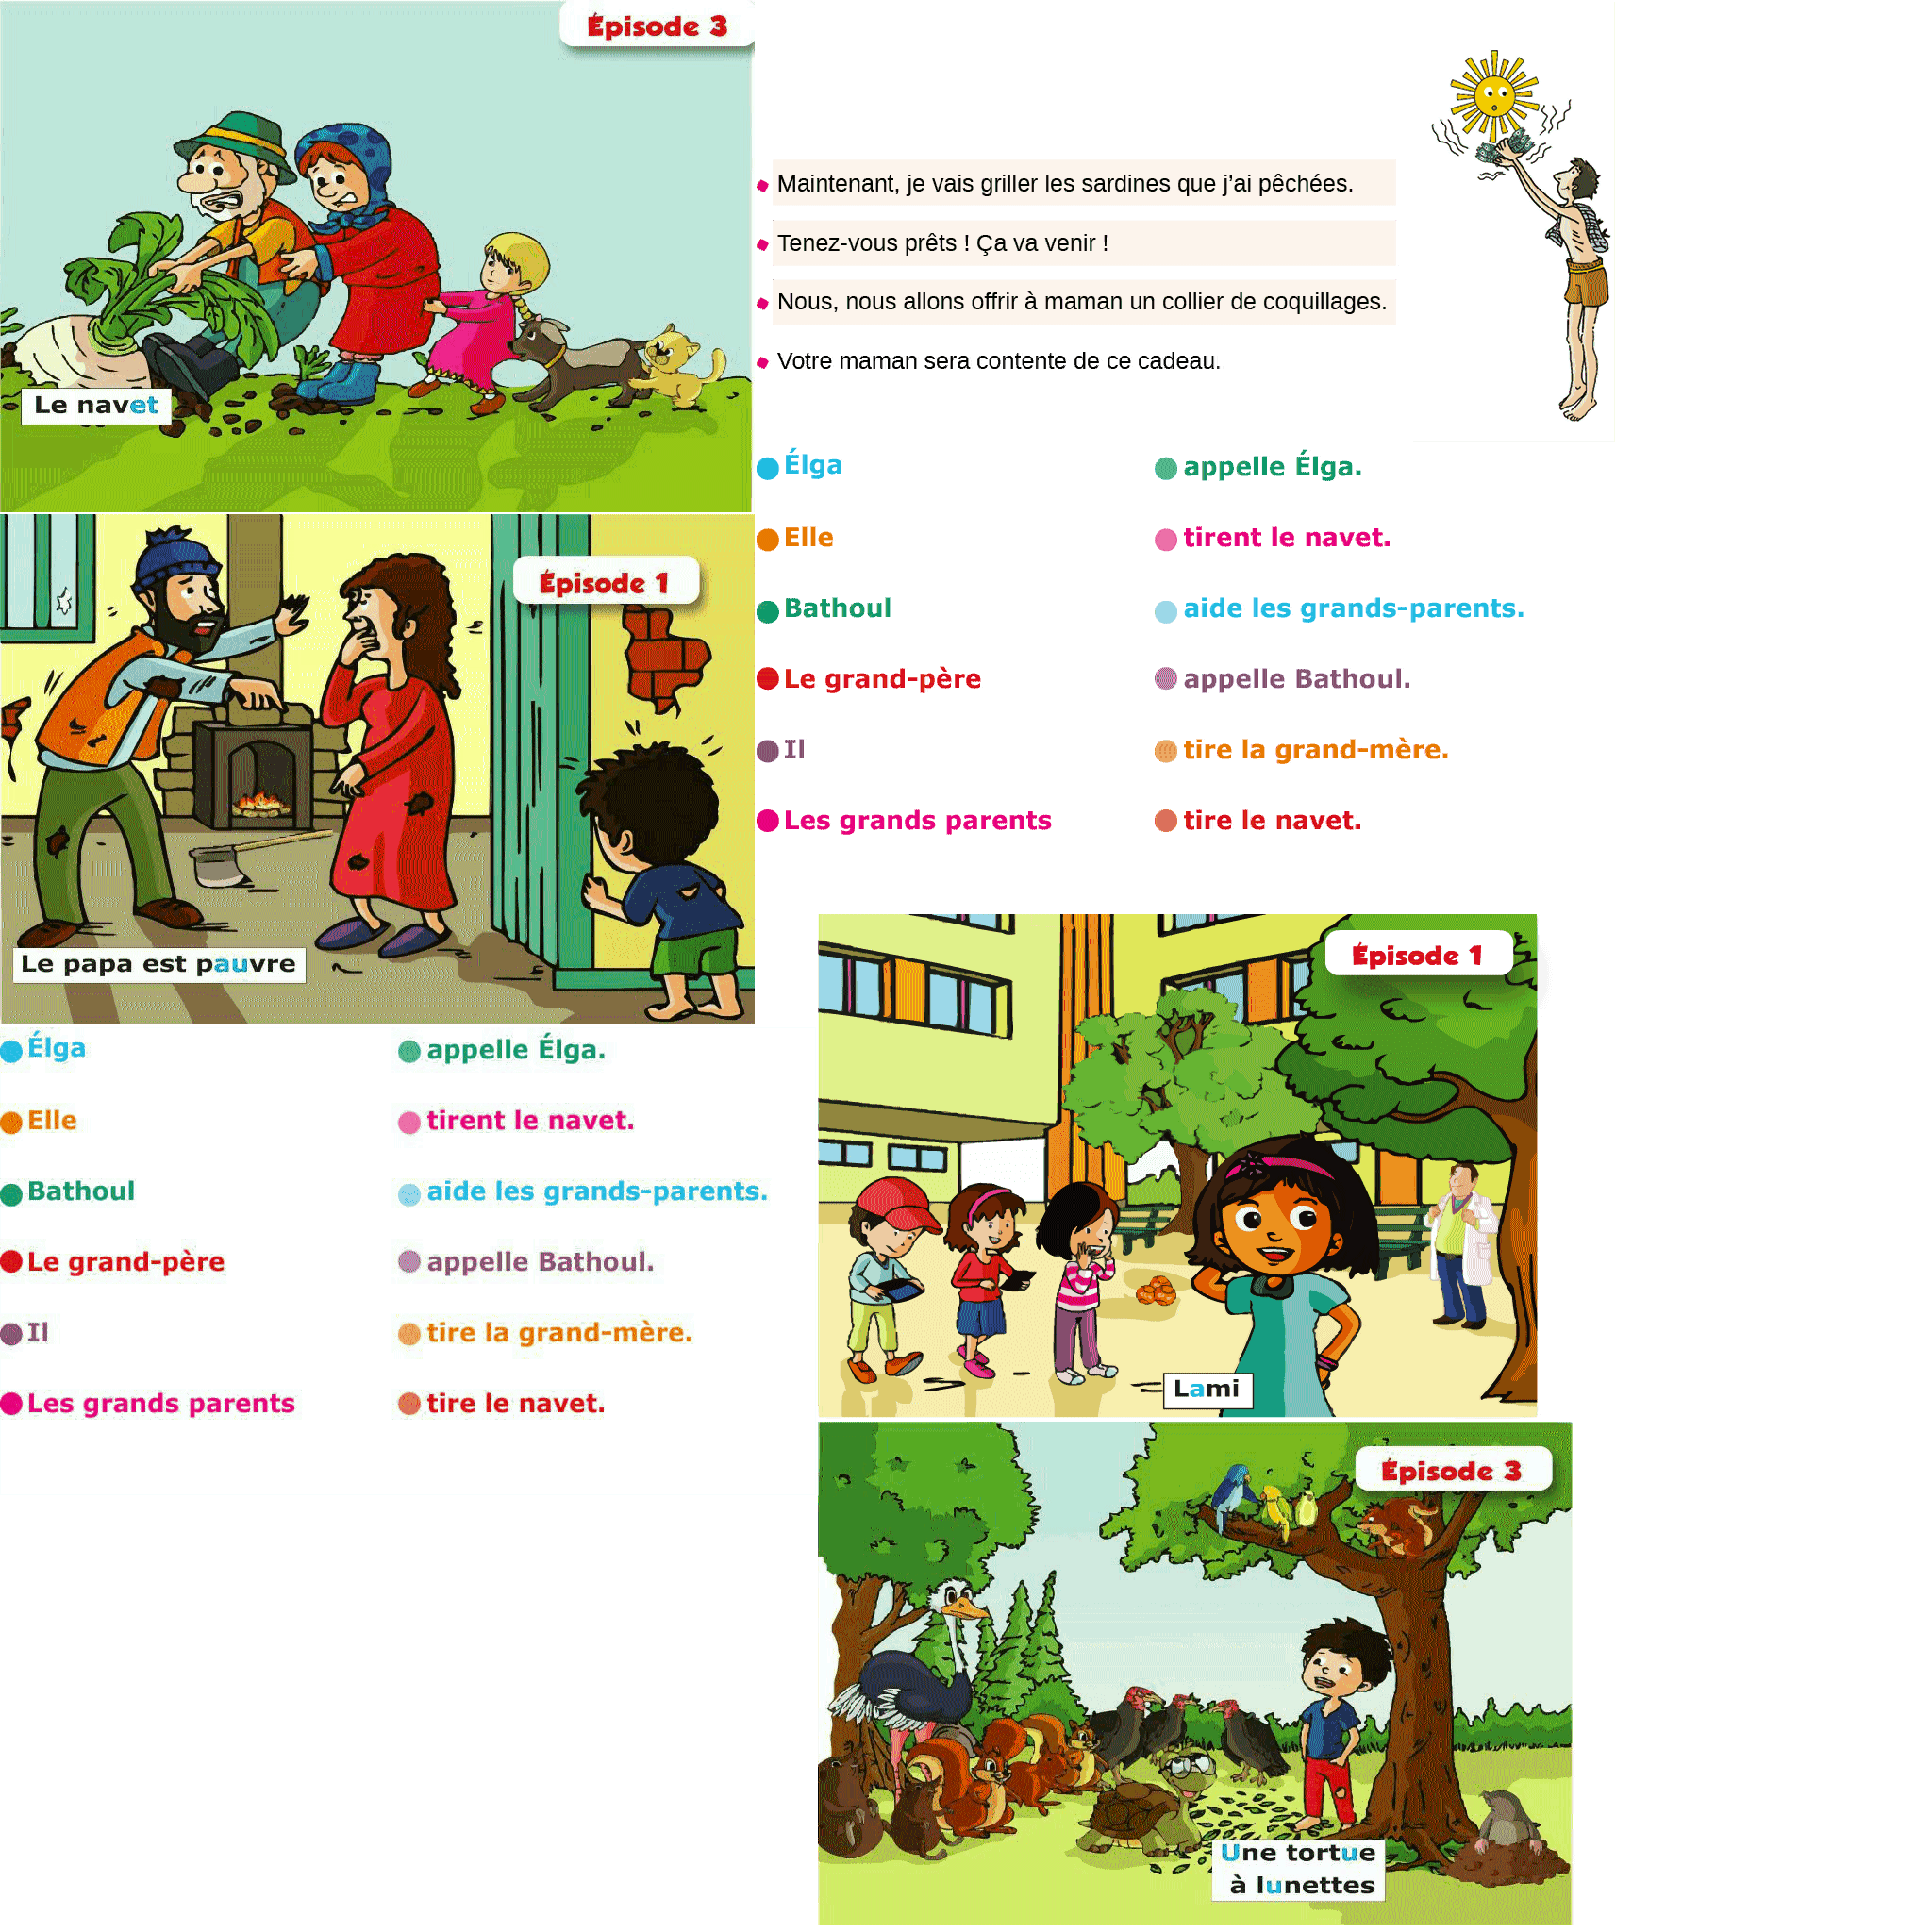 Épisode 3
Le navet
Maintenant, je vais griller les sardines que j'ai pêchées.
Tenez-vous prêts ! Ça va venir !
Nous, nous allons offrir à maman un collier de coquillages.
Votre maman sera contente de ce cadeau.
Élga appelle Élga.
Elle tirent le navet.
Bathoul aide les grands-parents.
Le grand-père appelle Bathoul.
Il tire la grand-mère.
Les grands parents tire le navet.
Épisode 1
Le papa est pauvre
Élga appelle Élga.
Elle tirent le navet.
Bathoul aide les grands-parents.
Le grand-père appelle Bathoul.
Il tire la grand-mère.
Les grands parents tire le navet.
Épisode 1
Lami
Épisode 3
Une tortue
à lunettes